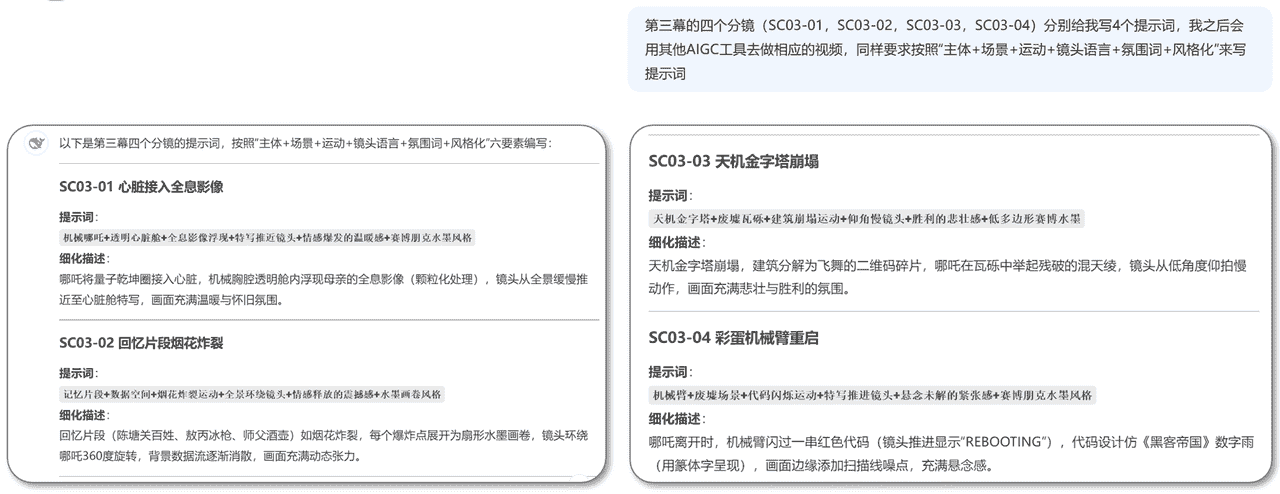 第三幕的四个分镜（SC03-01，SC03-02，SC03-03，SC03-04）分别给我写4个提示词，我之后会
用其他AIGC工具去做相应的视频，同样要求按照“主体+场景+运动+镜头语言+氛围词+风格化”来写
提示词
以下是第三幕四个分镜的提示词，按照“主体+场景+运动+镜头语言+氛围词+风格化”六要素编写：
SC03-01 心脏接入全息影像
提示词：
机械哪吒+透明心脏舱+全息影像浮现+特写推近镜头+情感爆发的温暖感+赛博朋克水墨风格
细化描述：
哪吒将量子乾坤圈接入心脏，机械胸腔透明舱内浮现母亲的全息影像（颗粒化处理），镜头从全景缓慢推
近至心脏舱特写，画面充满温暖与怀旧氛围。
SC03-02 回忆片段烟花炸裂
提示词：
记忆片段+数据空间+烟花炸裂运动+全景环绕镜头+情感释放的震撼感+水墨画卷风格
细化描述：
回忆片段（陈塘关百姓、敖丙冰枪、师父酒壶）如烟花炸裂，每个爆炸点展开为扇形水墨画卷，镜头环绕
哪吒360度旋转，背景数据流逐渐消散，画面充满动态张力。
SC03-03 天机金字塔崩塌
提示词：
天机金字塔+废墟瓦砾+建筑崩塌运动+仰角慢镜头+胜利的悲壮感+低多边形赛博水墨
细化描述：
天机金字塔崩塌，建筑分解为飞舞的二维码碎片，哪吒在瓦砾中举起残破的混天绫，镜头从低角度仰拍慢
动作，画面充满悲壮与胜利的氛围。
SC03-04 彩蛋机械臂重启
提示词：
机械臂+废墟场景+代码闪烁运动+特写推进镜头+悬念未解的紧张感+赛博朋克水墨风格
细化描述：
哪吒离开时，机械臂闪过一串红色代码（镜头推进显示“REBOOTING”），代码设计仿《黑客帝国》数字雨
（用篆体字呈现），画面边缘添加扫描线噪点，充满悬念感。